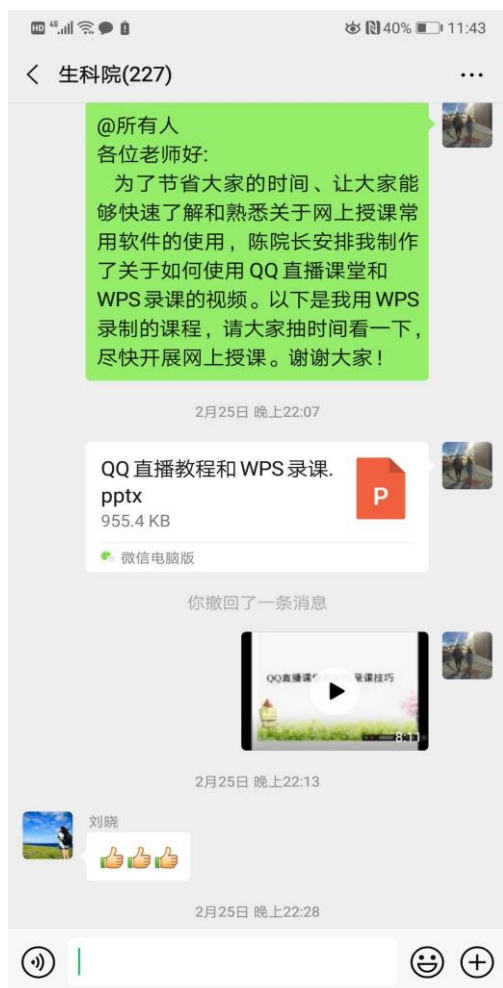 HD 46 40% 11:43
生科院(227)
@所有人
各位老师好:
为了节省大家的时间、让大家能
够快速了解和熟悉关于网上授课常
用软件的使用，陈院长安排我制作
了关于如何使用QQ直播课堂和
WPS录课的视频。以下是我用WPS
录制的课程，请大家抽时间看一下，
尽快开展网上授课。谢谢大家！
2月25日 晚上22:07
QQ直播教程和WPS录课.
pptx
P
955.4 KB
微信电脑版
你撤回了一条消息
QQ直播课 录课技巧
8:11
2月25日 晚上22:13
刘晓
2月25日 晚上22:28